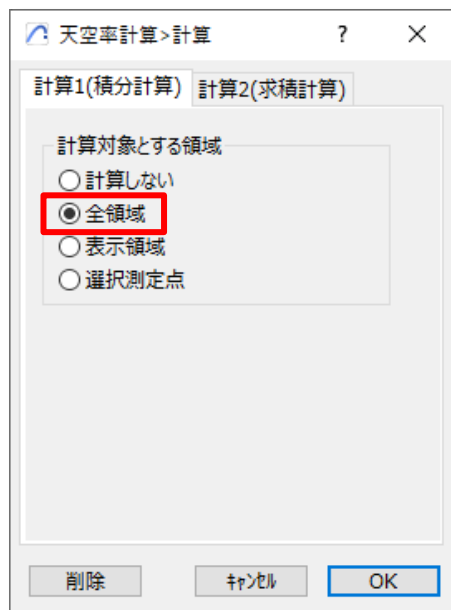 天空率計算>計算 ?
計算1(積分計算) 計算2(求積計算)
計算対象とする領域
計算しない
全領域
表示領域
選択測定点
削除 ｷｬﾝｾﾙ OK